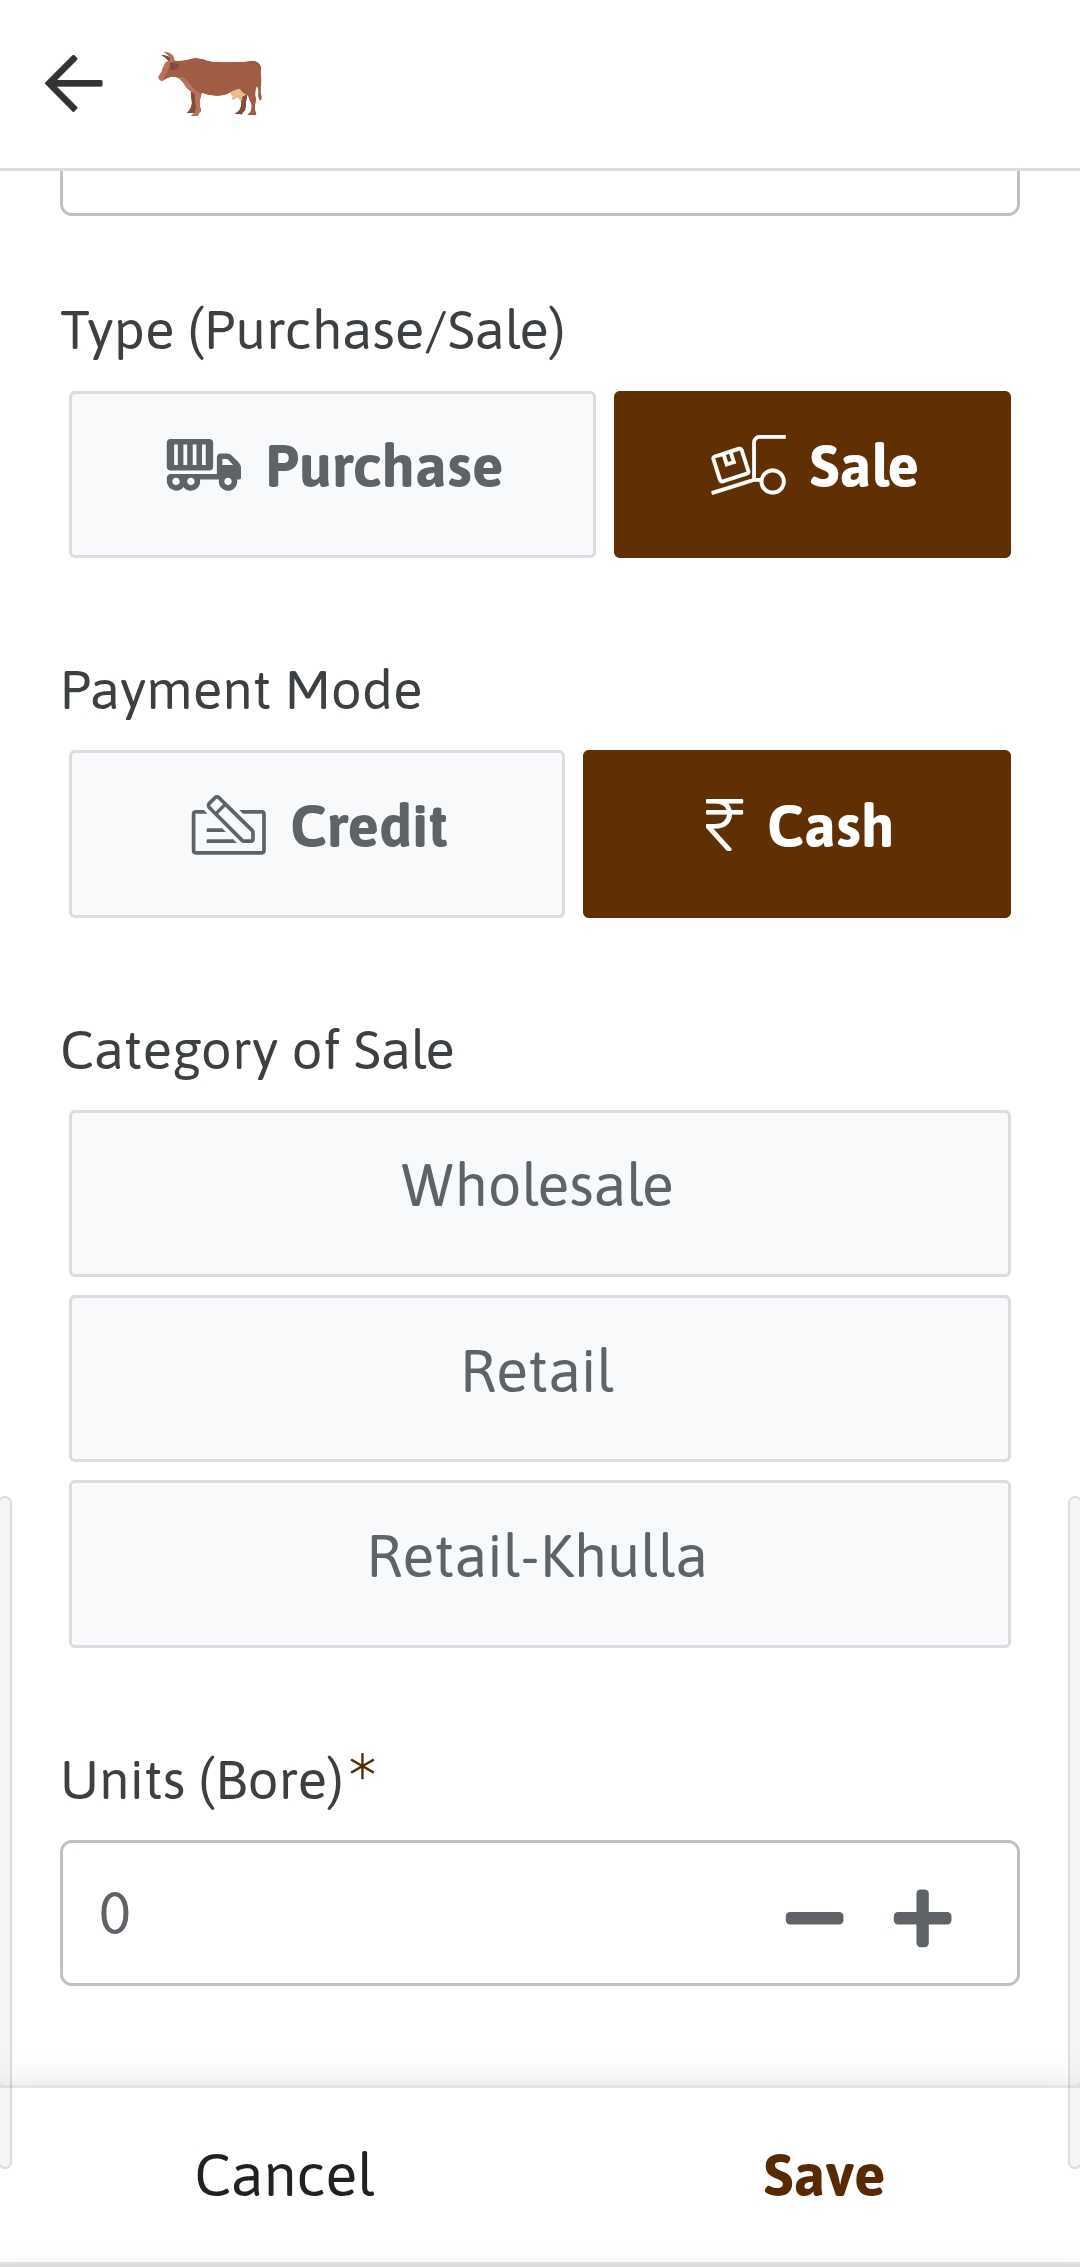 Type (Purchase/Sale)
Purchase
₹ Sale
Payment Mode
Credit
₹ Cash
Category of Sale
Wholesale
Retail
Retail-Khulla
Units (Bore)*
0
Cancel
Save